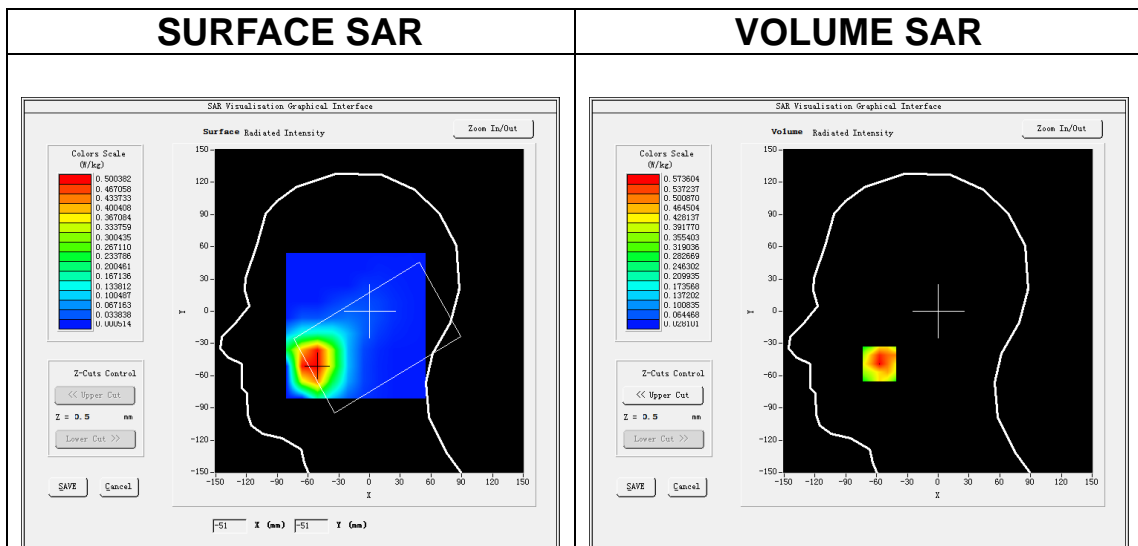 SURFACE SAR
SAR Visualisation Graphical Interface
Surface Radiated Intensity
Zoom In/Out
Colors Scale
(W/kg)
0.500382
0.467058
0.433733
0.400408
0.367084
0.333759
0.300435
0.267110
0.233786
0.200461
0.167136
0.133812
0.100487
0.067163
0.033838
0.000514
150
120
90
60
30
0
-30
-60
-90
-120
-150
Y
-150 -120 -90 -60 -30 0 30 60 90 120 150
X
Z-Cuts Control
<< Upper Cut
Z = 0.5 mm
Lower Cut >>
SAVE Cancel
-51 X (mm) -51 Y (mm)
VOLUME SAR
SAR Visualisation Graphical Interface
Volume Radiated Intensity
Zoom In/Out
Colors Scale
(W/kg)
0.573604
0.537237
0.500870
0.464504
0.428137
0.391770
0.355403
0.319036
0.282669
0.246302
0.209935
0.173568
0.137202
0.100835
0.064468
0.028101
150
120
90
60
30
0
-30
-60
-90
-120
-150
Y
-150 -120 -90 -60 -30 0 30 60 90 120 150
X
Z-Cuts Control
<< Upper Cut
Z = 0.5 mm
Lower Cut >>
SAVE Cancel